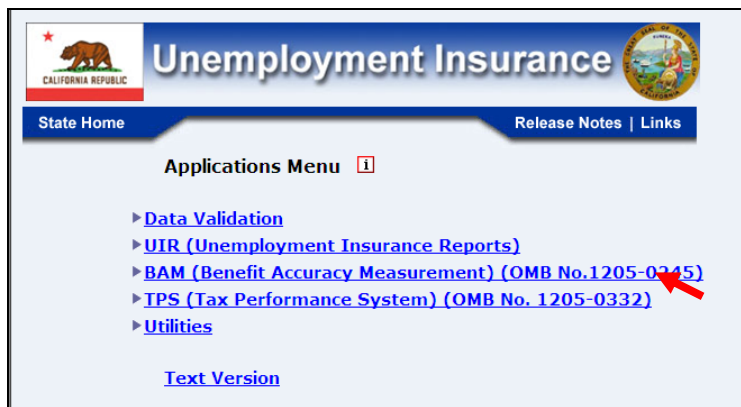 CALIFORNIA REPUBLIC
Unemployment Insurance
State Home
Release Notes | Links
Applications Menu i
Data Validation
UIR (Unemployment Insurance Reports)
BAM (Benefit Accuracy Measurement) (OMB No.1205-0245)
TPS (Tax Performance System) (OMB No. 1205-0332)
Utilities
Text Version